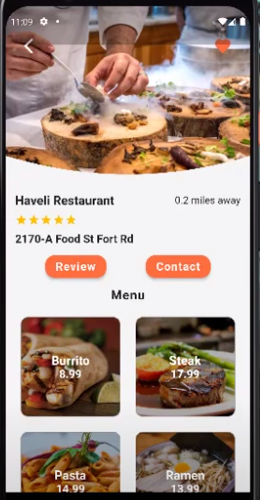 11:09
Haveli Restaurant
0.2 miles away
2170-A Food St Fort Rd
Review
Contact
Menu
Burrito
8.99
Steak
17.99
Pasta
14.99
Ramen
13.99